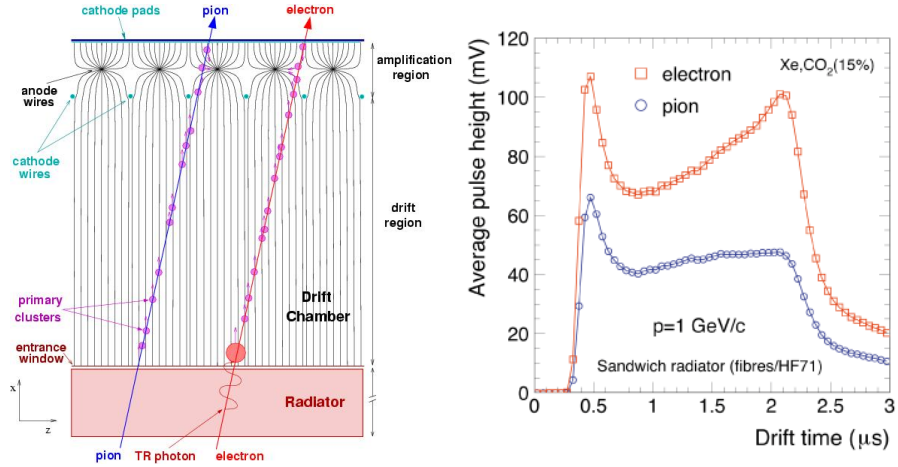 cathode pads
pion
electron
amplification
region
anode
wires
cathode
wires
drift
region
primary
clusters
Drift
Chamber
entrance
window
x
z
Radiator
pion
TR photon
electron
Average pulse height (mV)
120
100
80
60
40
20
0
electron
pion
Xe,CO2(15%)
p=1 GeV/c
Sandwich radiator (fibres/HF71)
0
0.5
1
1.5
2
2.5
3
Drift time (μs)